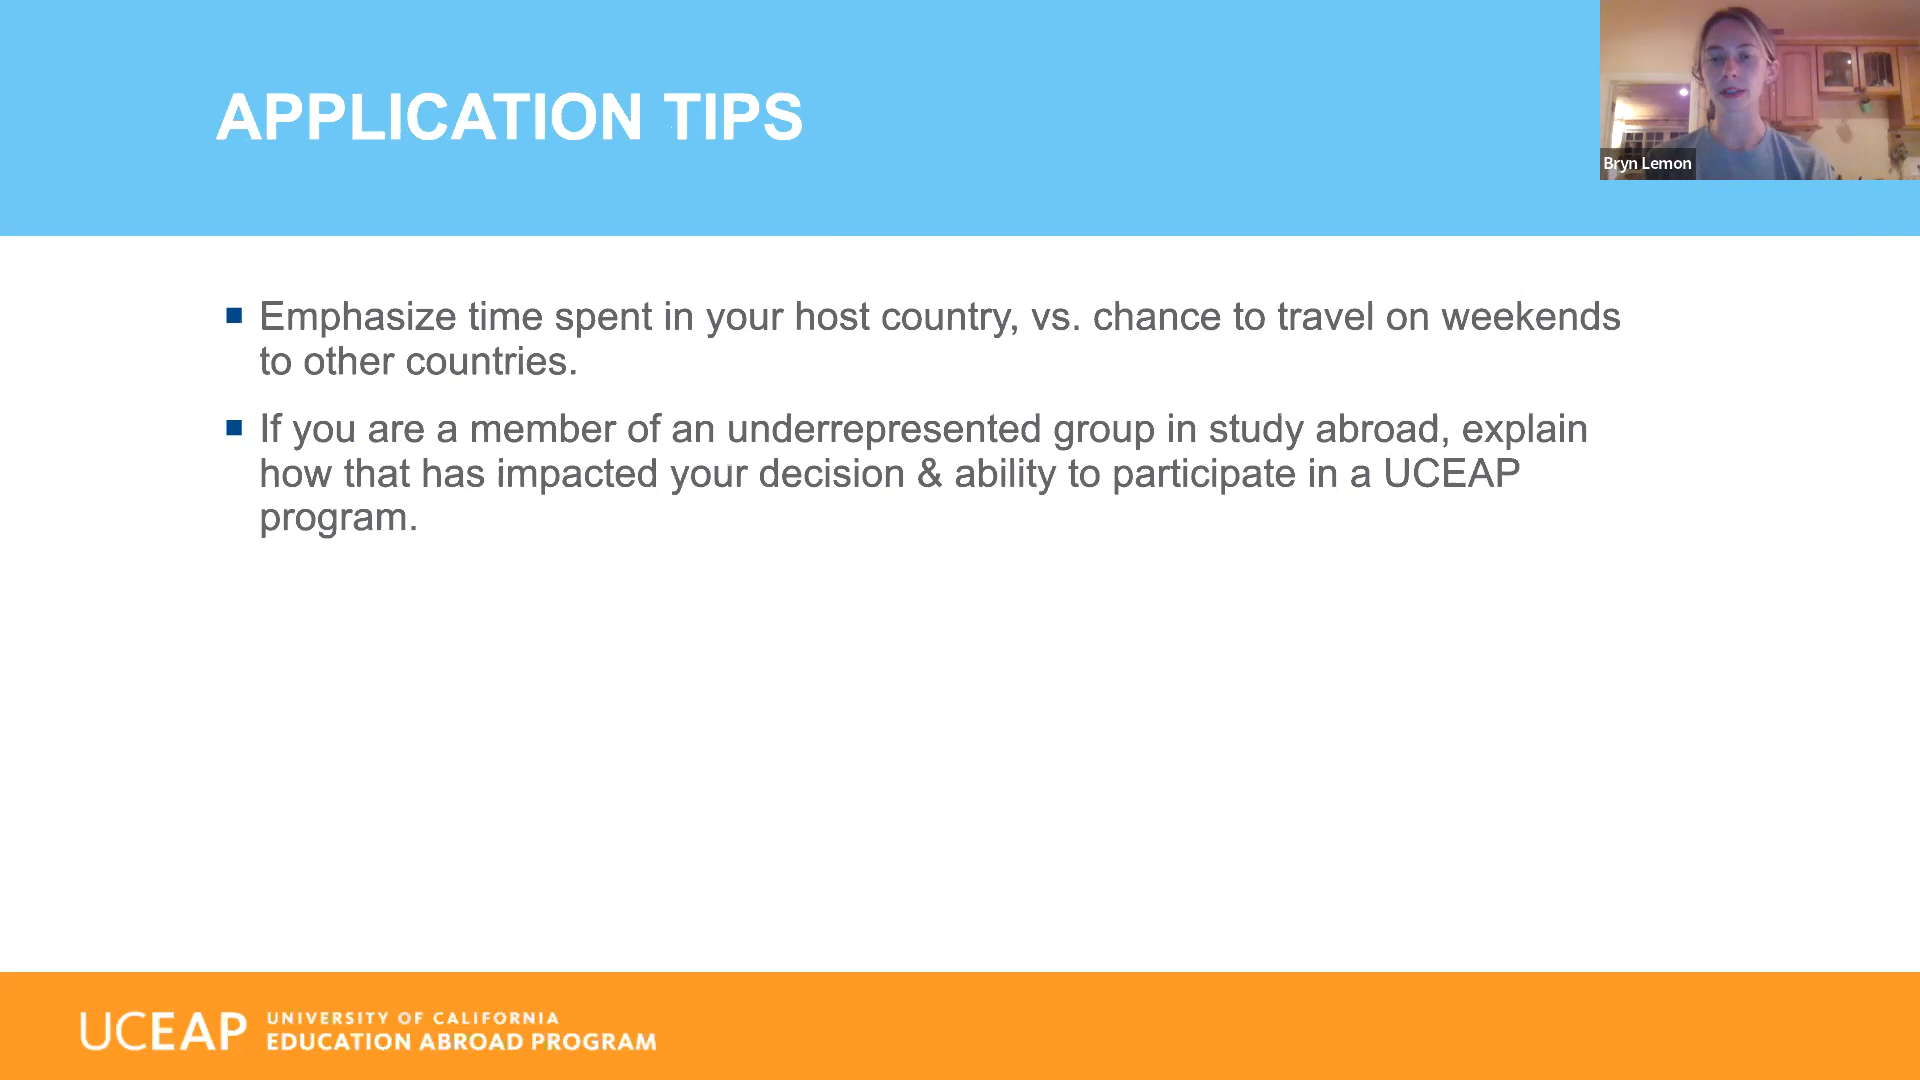 APPLICATION TIPS
Bryn Lemon
▪ Emphasize time spent in your host country, vs. chance to travel on weekends
to other countries.
▪ If you are a member of an underrepresented group in study abroad, explain
how that has impacted your decision & ability to participate in a UCEAP
program.
UCEAP
UNIVERSITY OF CALIFORNIA
EDUCATION ABROAD PROGRAM